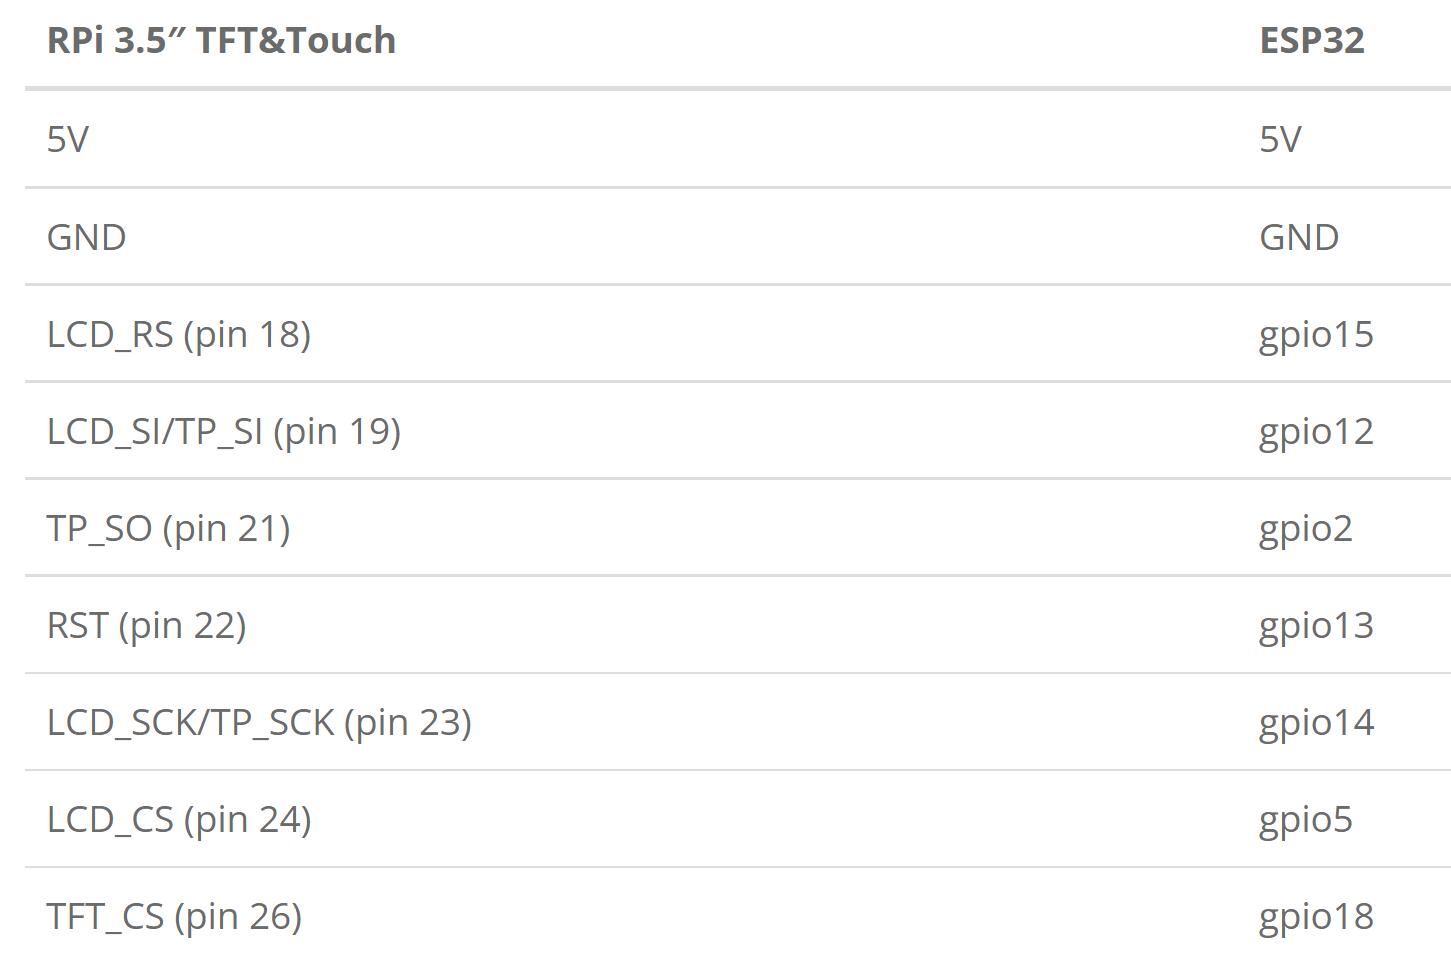 RPi 3.5″ TFT&Touch ESP32
5V 5V
GND GND
LCD_RS (pin 18) gpio15
LCD_SI/TP_SI (pin 19) gpio12
TP_SO (pin 21) gpio2
RST (pin 22) gpio13
LCD_SCK/TP_SCK (pin 23) gpio14
LCD_CS (pin 24) gpio5
TFT_CS (pin 26) gpio18